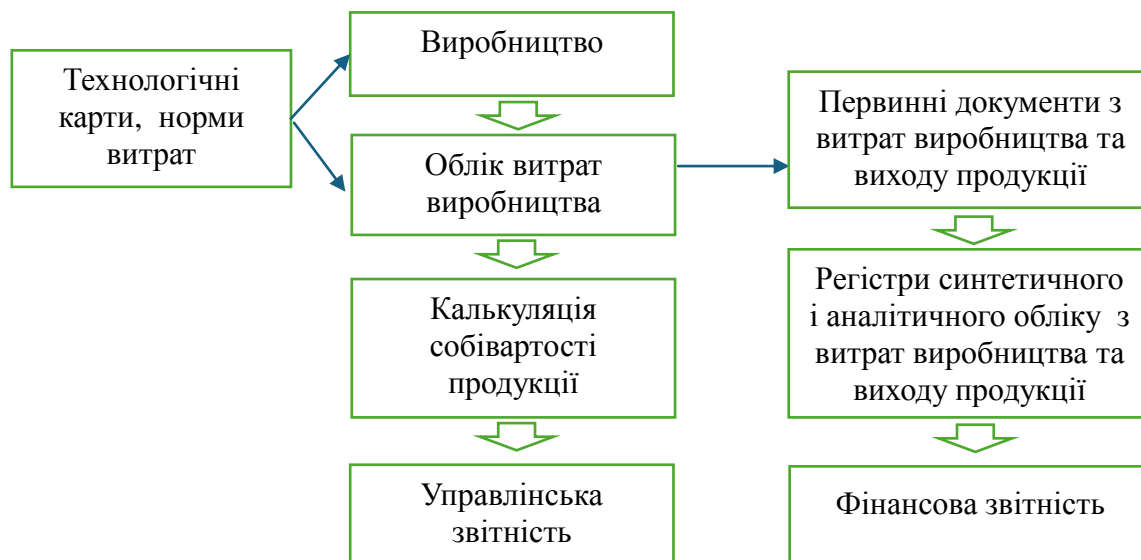 Технологічні
карти, норми
витрат
Виробництво
Облік витрат
виробництва
Калькуляція
собівартості
продукції
Управлінська
звітність
Первинні документи з
витрат виробництва та
виходу продукції
Регістри синтетичного
і аналітичного обліку з
витрат виробництва та
виходу продукції
Фінансова звітність